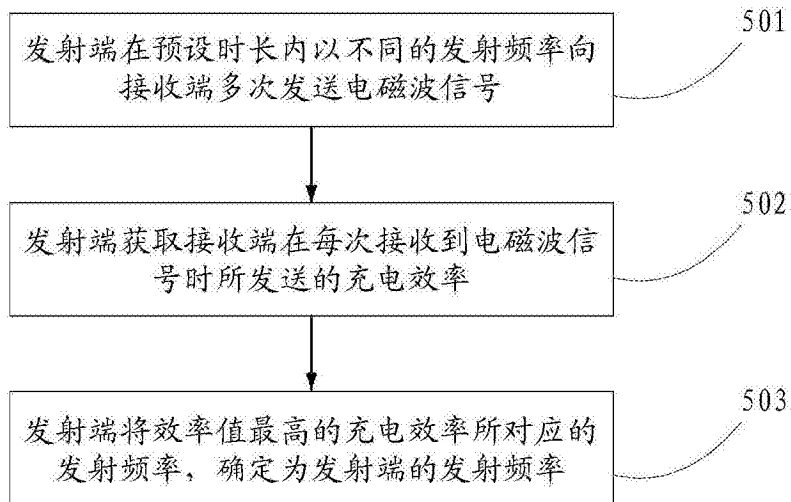 发射端在预设时长内以不同的发射频率向
接收端多次发送电磁波信号
501
发射端获取接收端在每次接收到电磁波信
号时所发送的充电效率
502
发射端将效率值最高的充电效率所对应的
发射频率，确定为发射端的发射频率
503